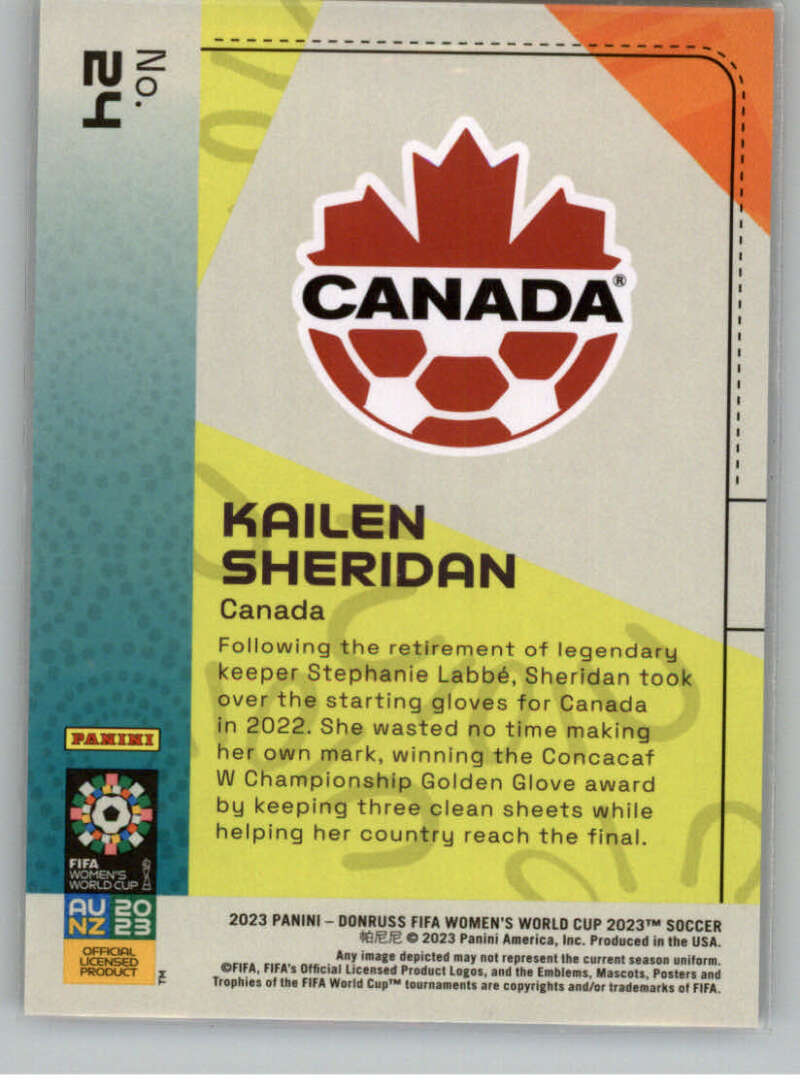 No.
24
CANADA®
KAILEN
SHERIDAN
Canada
Following the retirement of legendary
keeper Stephanie Labbé, Sheridan took
over the starting gloves for Canada
in 2022. She wasted no time making
her own mark, winning the Concacaf
W Championship Golden Glove award
by keeping three clean sheets while
helping her country reach the final.
PANINI
FIFA
WOMEN'S
WORLD CUP
AU 20
NZ 23
OFFICIAL
LICENSED
PRODUCT
TM
2023 PANINI – DONRUSS FIFA WOMEN'S WORLD CUP 2023™ SOCCER
帕尼尼 © 2023 Panini America, Inc. Produced in the USA.
Any image depicted may not represent the current season uniform.
©FIFA, FIFA's Official Licensed Product Logos, and the Emblems, Mascots, Posters and
Trophies of the FIFA World Cup™ tournaments are copyrights and/or trademarks of FIFA.